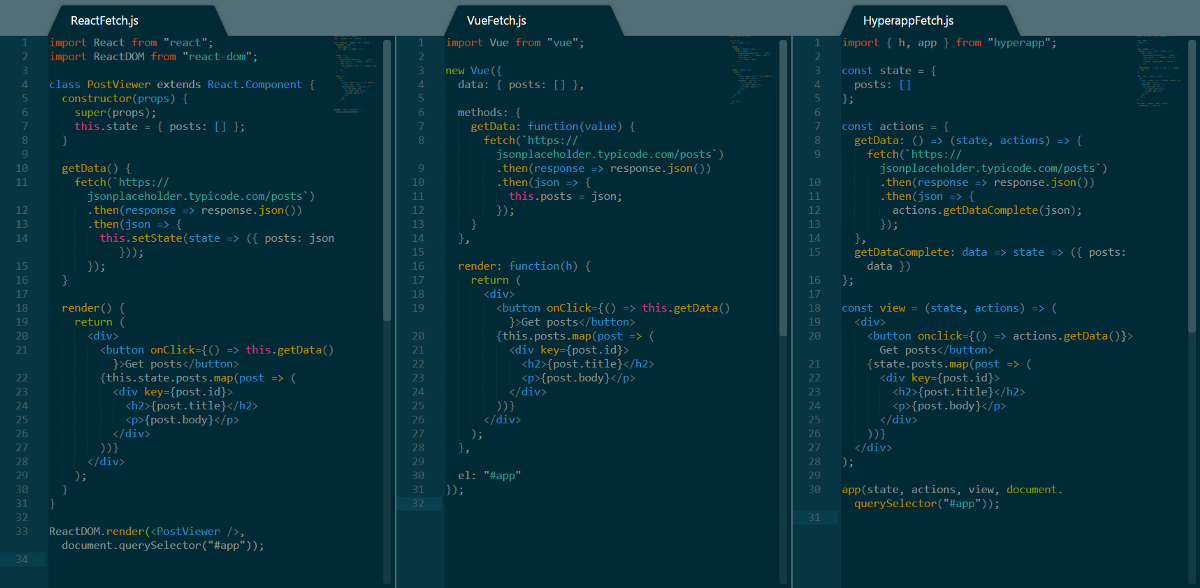 ReactFetch.js
1 import React from "react";
2 import ReactDOM from "react-dom";
3
4 class PostViewer extends React.Component {
5 constructor(props) {
6 super(props);
7 this.state = { posts: [] };
8 }
9
10 getData() {
11 fetch(`https://
jsonplaceholder.typicode.com/posts`)
12 .then(response => response.json())
13 .then(json => {
14 this.setState(state => ({ posts: json
}));
15 });
16 }
17
18 render() {
19 return (
20 <div>
21 <button onClick={() => this.getData()
}>Get posts</button>
22 {this.state.posts.map(post => (
23 <div key={post.id}>
24 <h2>{post.title}</h2>
25 <p>{post.body}</p>
26 </div>
27 ))}
28 </div>
29 );
30 }
31 }
32
33 ReactDOM.render(<PostViewer />,
document.querySelector("#app"));
34
VueFetch.js
1 import Vue from "vue";
2
3 new Vue({
4 data: { posts: [] },
5
6 methods: {
7 getData: function(value) {
8 fetch(`https://
jsonplaceholder.typicode.com/posts`)
9 .then(response => response.json())
10 .then(json => {
11 this.posts = json;
12 });
13 }
14 },
15
16 render: function(h) {
17 return (
18 <div>
19 <button onClick={() => this.getData()
}>Get posts</button>
20 {this.posts.map(post => (
21 <div key={post.id}>
22 <h2>{post.title}</h2>
23 <p>{post.body}</p>
24 </div>
25 ))}
26 </div>
27 );
28 },
29
30 el: "#app"
31 });
32
HyperappFetch.js
1 import { h, app } from "hyperapp";
2
3 const state = {
4 posts: []
5 };
6
7 const actions = {
8 getData: () => (state, actions) => {
9 fetch(`https://
jsonplaceholder.typicode.com/posts`)
10 .then(response => response.json())
11 .then(json => {
12 actions.getDataComplete(json);
13 });
14 },
15 getDataComplete: data => state => ({ posts:
data })
16 };
17
18 const view = (state, actions) => (
19 <div>
20 <button onclick={() => actions.getData()}>
Get posts</button>
21 {state.posts.map(post => (
22 <div key={post.id}>
23 <h2>{post.title}</h2>
24 <p>{post.body}</p>
25 </div>
26 ))}
27 </div>
28 );
29
30 app(state, actions, view, document.
querySelector("#app"));
31